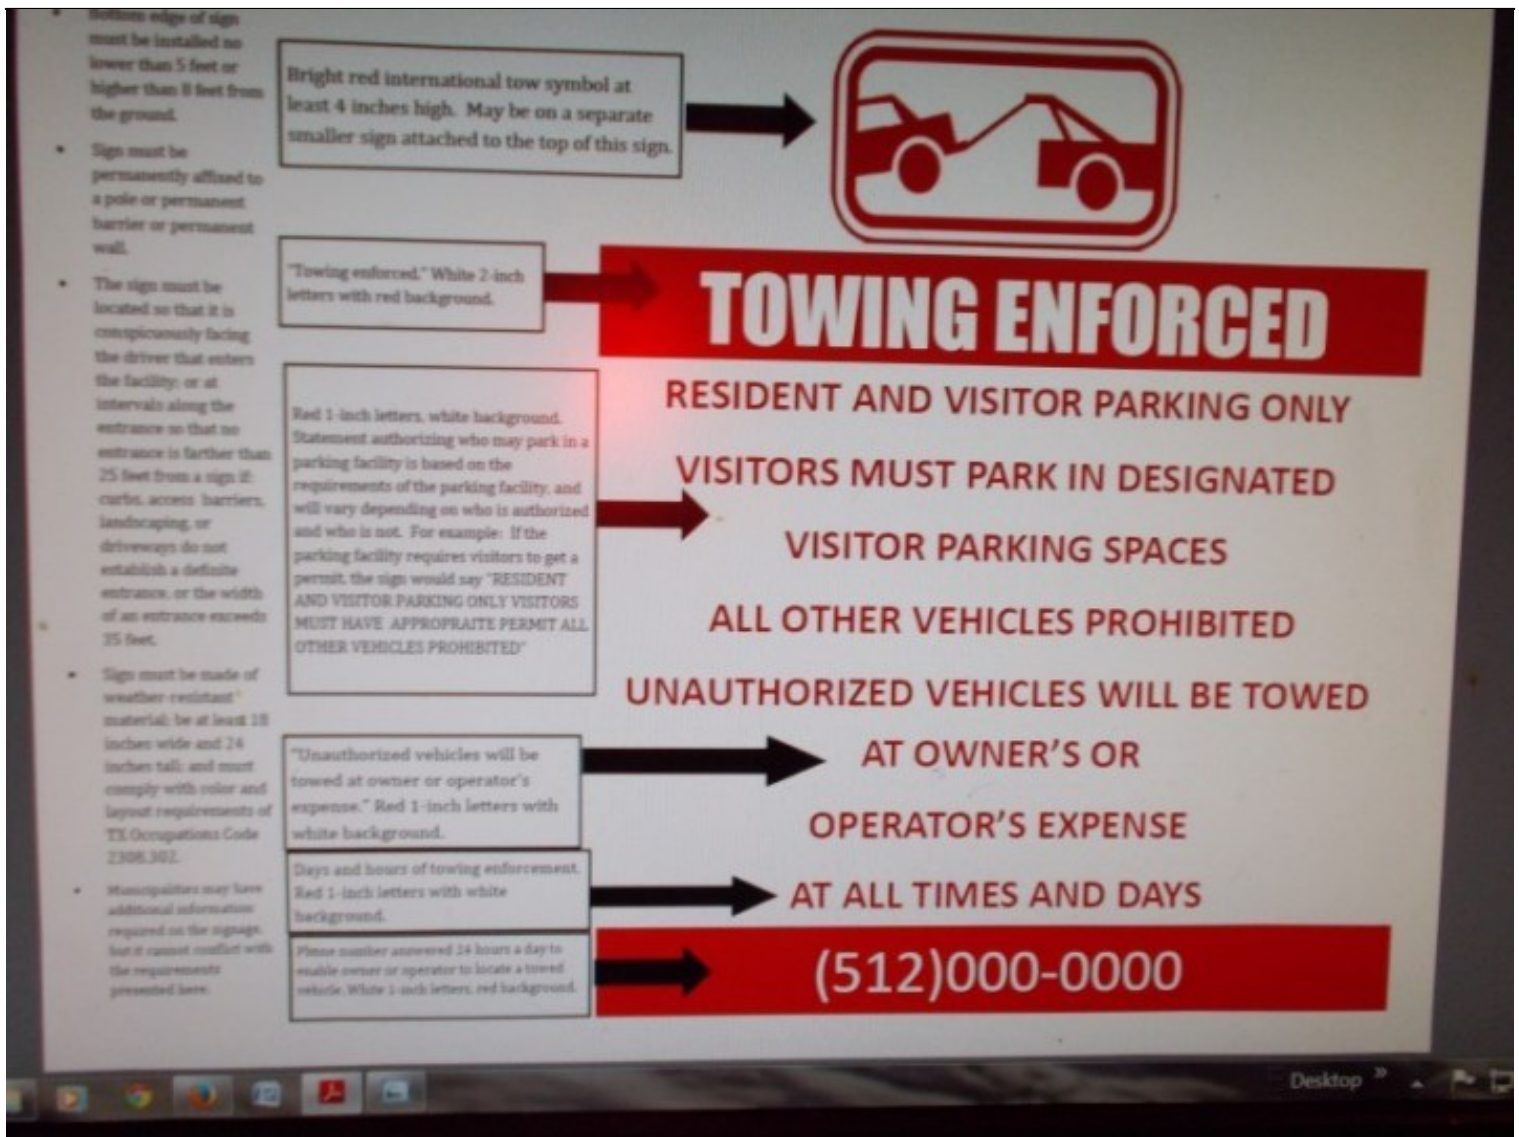 Bottom edge of sign
must be installed no
lower than 5 feet or
higher than 8 feet from
the ground.
Sign must be
permanently affixed to
a pole or permanent
barrier or permanent
wall.
The sign must be
located so that it is
conspicuously facing
the driver that enters
the facility; or at
intervals along the
entrance so that no
entrance is farther than
25 feet from a sign if:
curbs, access barriers,
landscaping, or
driveways do not
establish a definite
entrance, or the width
of an entrance exceeds
35 feet.
Sign must be made of
weather-resistant
material; be at least 18
inches wide and 24
inches tall; and must
comply with color and
layout requirements of
TX Occupations Code
2308.302.
Municipalities may have
additional information
required on the signage,
but it cannot conflict with
the requirements
presented here.
Bright red international tow symbol at
least 4 inches high. May be on a separate
smaller sign attached to the top of this sign.
"Towing enforced." White 2-inch
letters with red background.
Red 1-inch letters, white background.
Statement authorizing who may park in a
parking facility is based on the
requirements of the parking facility, and
will vary depending on who is authorized
and who is not. For example: If the
parking facility requires visitors to get a
permit, the sign would say "RESIDENT
AND VISITOR PARKING ONLY VISITORS
MUST HAVE APPROPRAITE PERMIT ALL
OTHER VEHICLES PROHIBITED"
"Unauthorized vehicles will be
towed at owner or operator's
expense." Red 1-inch letters with
white background.
Days and hours of towing enforcement.
Red 1-inch letters with white
background.
Phone number answered 24 hours a day to
enable owner or operator to locate a towed
vehicle. White 1-inch letters, red background.
TOWING ENFORCED
RESIDENT AND VISITOR PARKING ONLY
VISITORS MUST PARK IN DESIGNATED
VISITOR PARKING SPACES
ALL OTHER VEHICLES PROHIBITED
UNAUTHORIZED VEHICLES WILL BE TOWED
AT OWNER'S OR
OPERATOR'S EXPENSE
AT ALL TIMES AND DAYS
(512)000-0000
Desktop